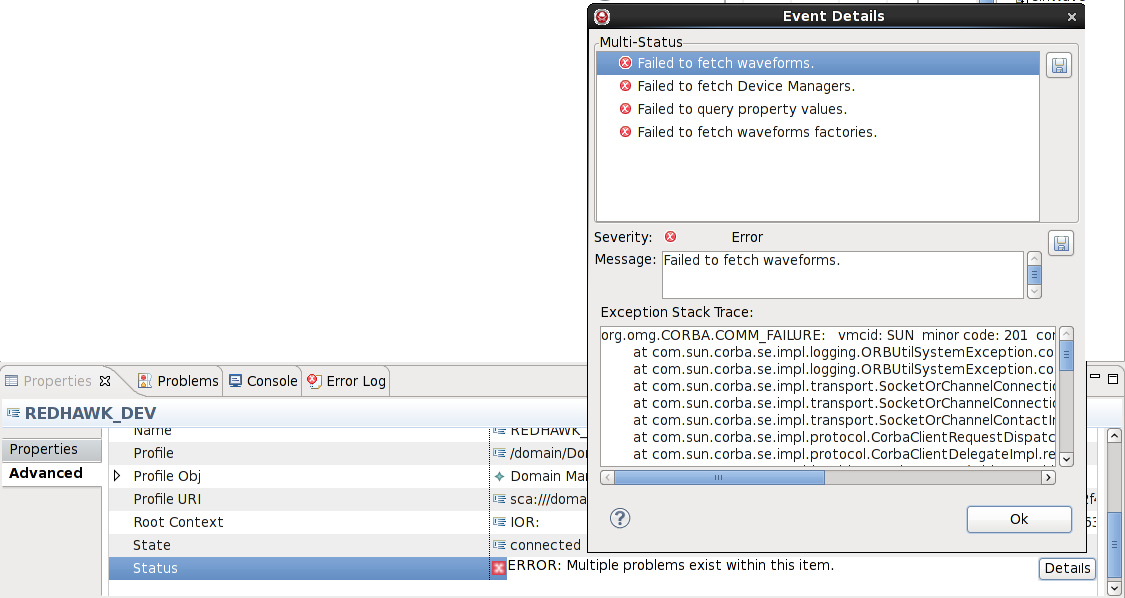 Event Details
Multi-Status
Failed to fetch waveforms.
Failed to fetch Device Managers.
Failed to query property values.
Failed to fetch waveforms factories.
Severity: Error
Message: Failed to fetch waveforms.
Exception Stack Trace:
org.omg.CORBA.COMM_FAILURE: vmcid: SUN minor code: 201 co
at com.sun.corba.se.impl.logging.ORBUtilSystemException.co
at com.sun.corba.se.impl.logging.ORBUtilSystemException.co
at com.sun.corba.se.impl.transport.SocketOrChannelConnectio
at com.sun.corba.se.impl.transport.SocketOrChannelConnectio
at com.sun.corba.se.impl.transport.SocketOrChannelContactI
at com.sun.corba.se.impl.protocol.CorbaClientRequestDispatc
at com.sun.corba.se.impl.protocol.CorbaClientDelegateImpl.re
Ok
Properties Problems Console Error Log
REDHAWK_DEV
Properties
Advanced
Name REDHAWK_
Profile /domain/Do
Profile Obj Domain Ma
Profile URI sca:///doma
Root Context IOR:
State connected
Status ERROR: Multiple problems exist within this item. Details